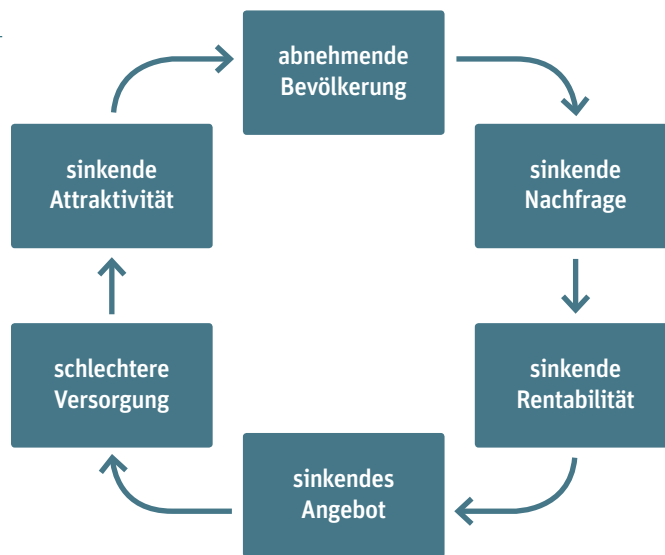 abnehmende
Bevölkerung
sinkende
Nachfrage
sinkende
Rentabilität
sinkendes
Angebot
schlechtere
Versorgung
sinkende
Attraktivität